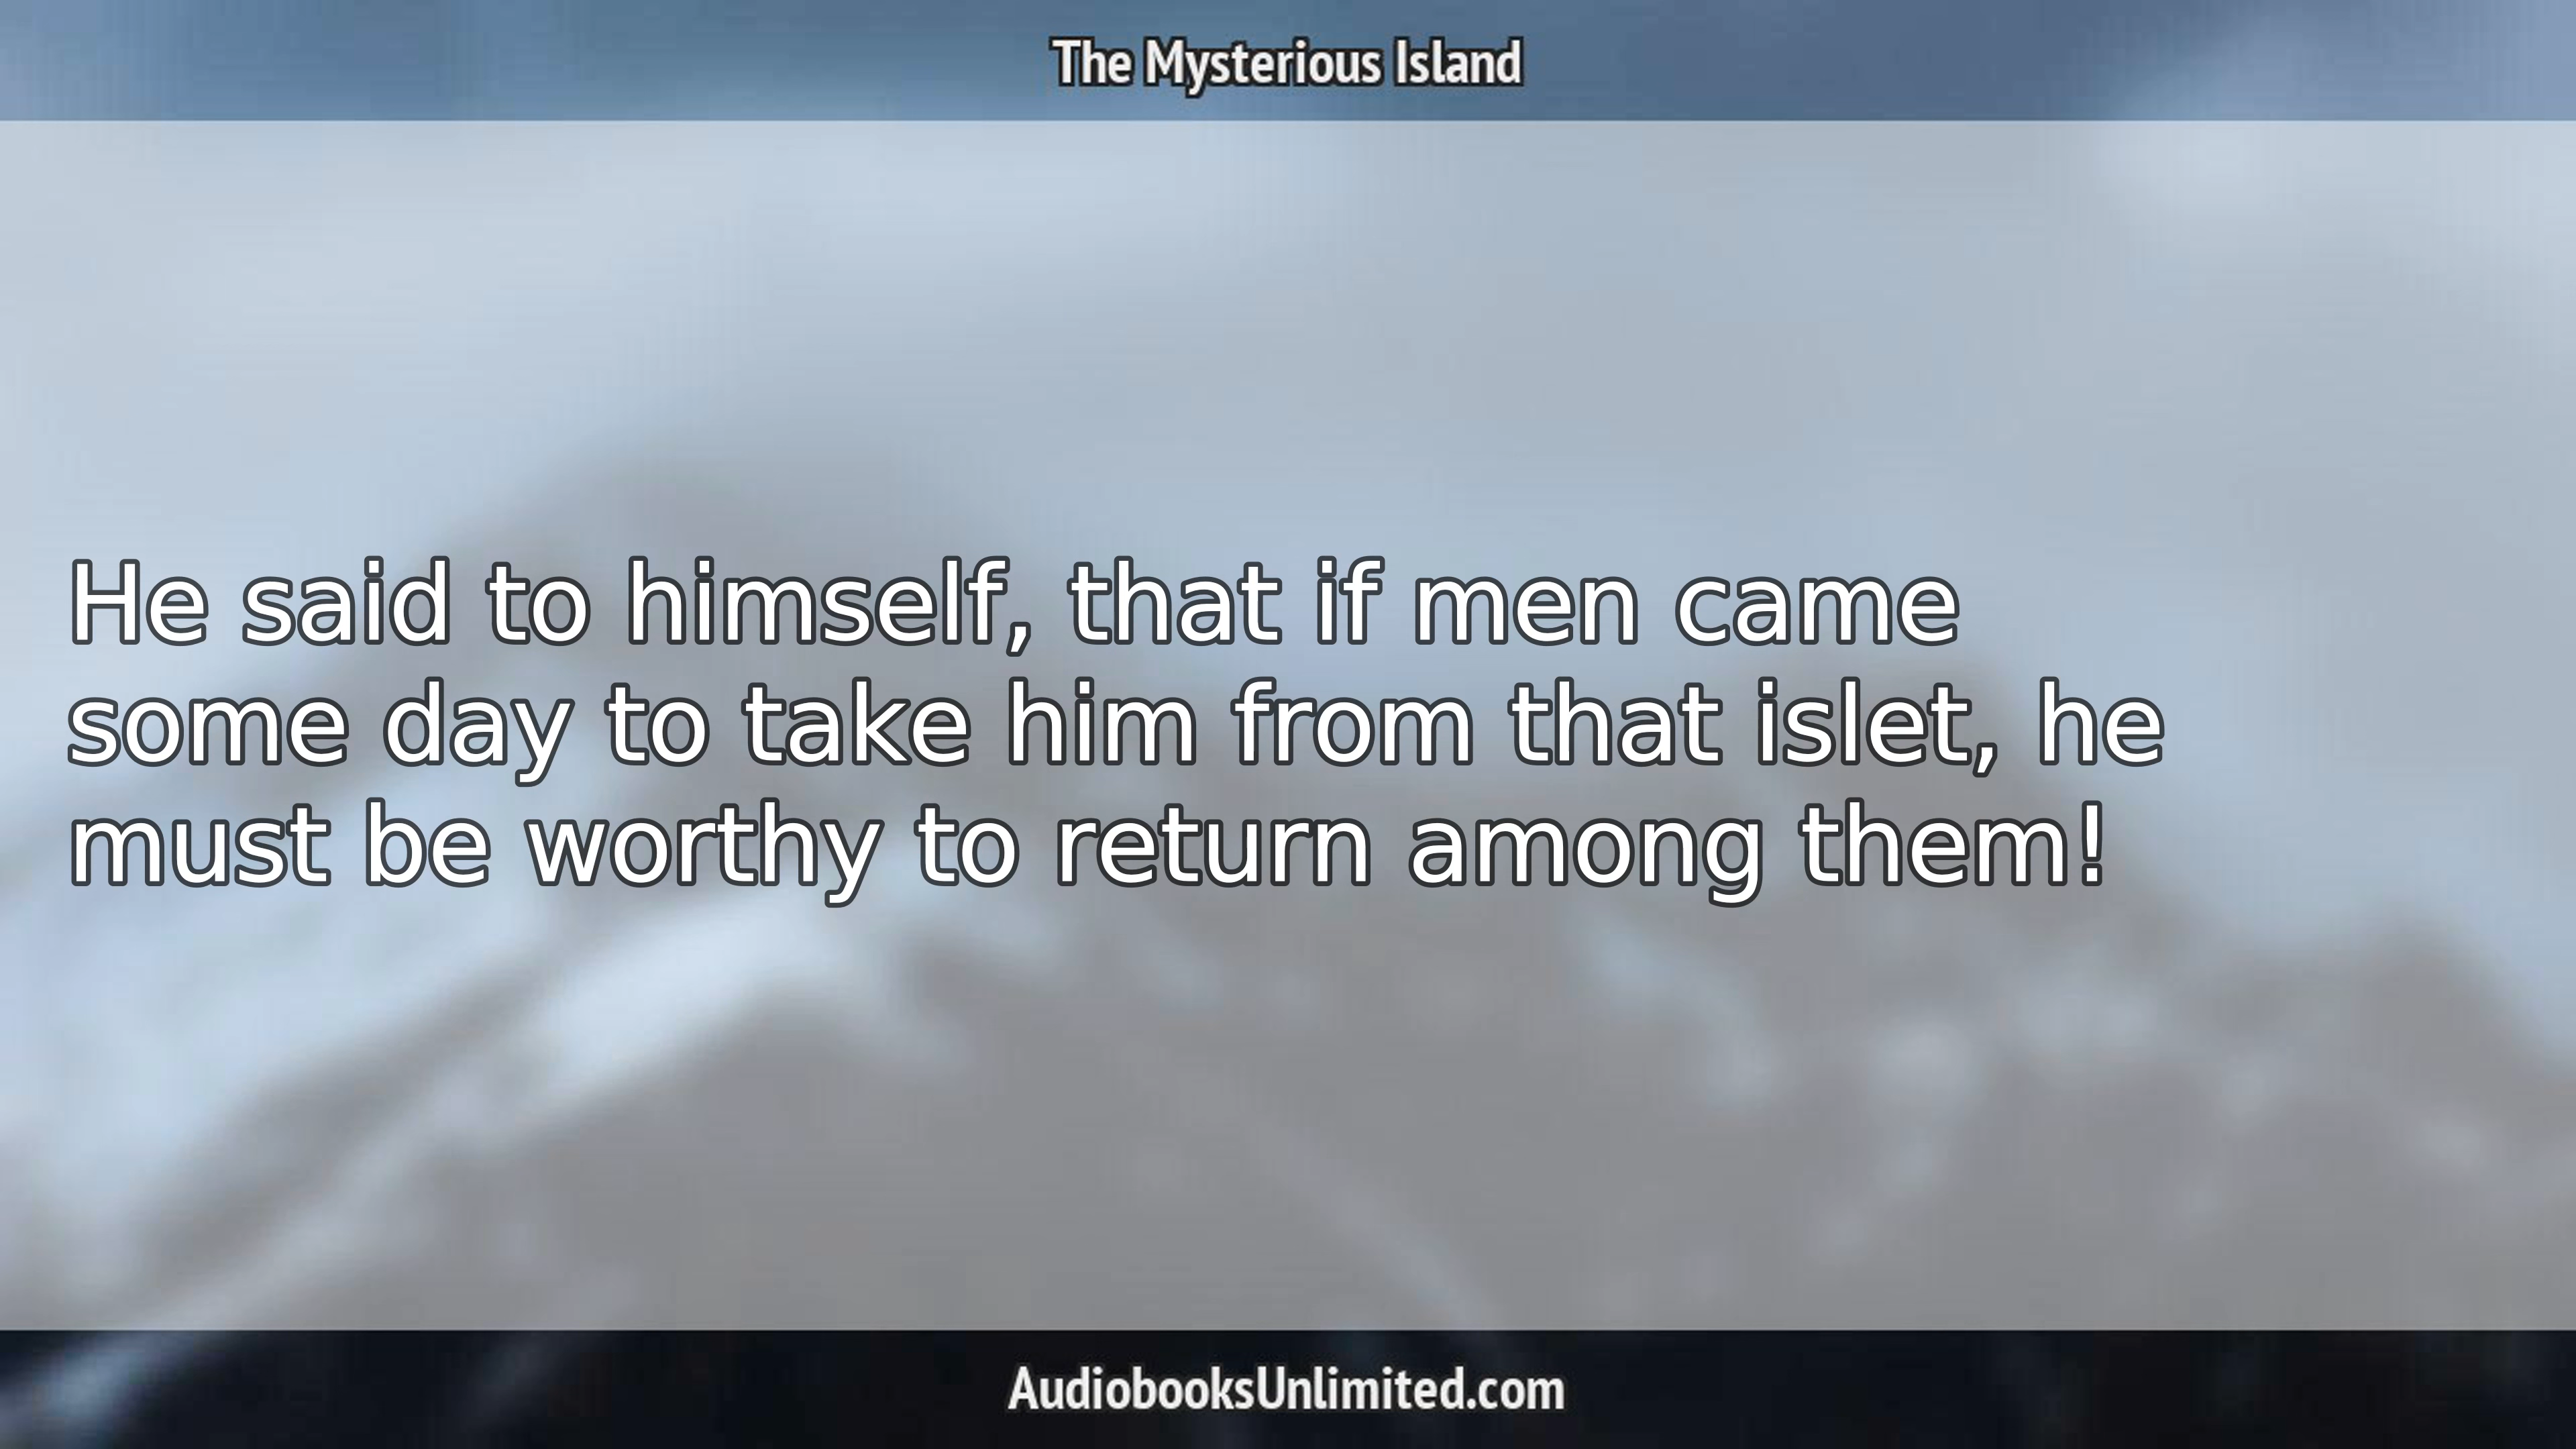 The Mysterious Island
He said to himself, that if men came
some day to take him from that islet, he
must be worthy to return among them!
AudiobooksUnlimited.com